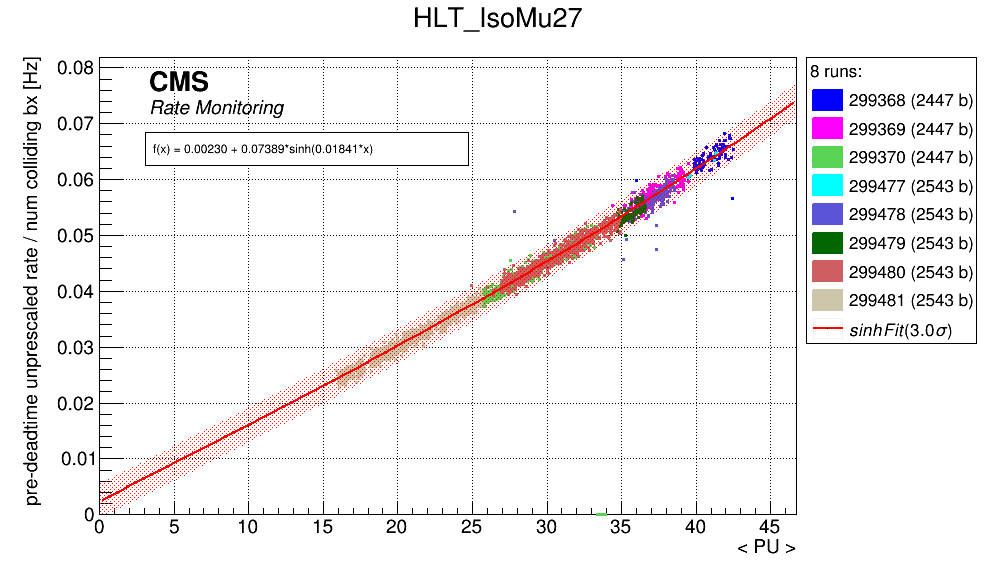 HLT_IsoMu27
pre-deadtime unprescaled rate / num colliding bx [Hz]
0.08
0.07
0.06
0.05
0.04
0.03
0.02
0.01
0
CMS
Rate Monitoring
f(x) = 0.00230 + 0.07389*sinh(0.01841*x)
0 5 10 15 20 25 30 35 40 45
< PU >
8 runs:
299368 (2447 b)
299369 (2447 b)
299370 (2447 b)
299477 (2543 b)
299478 (2543 b)
299479 (2543 b)
299480 (2543 b)
299481 (2543 b)
sinhFit(3.0σ)